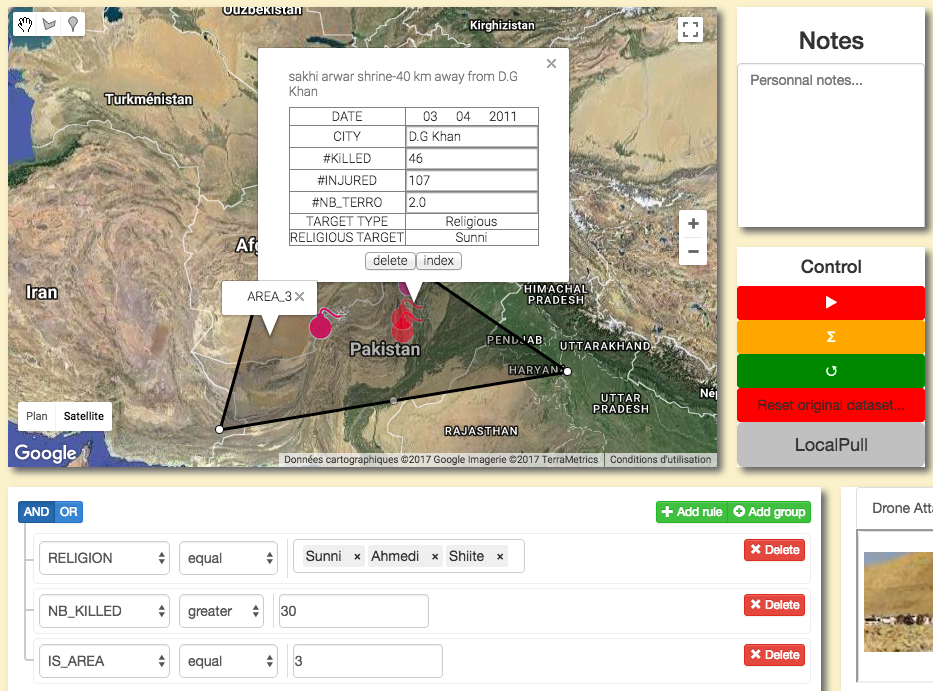 Ouzbékistan
Kirghizistan
Turkménistan
sakhi arwar shrine-40 km away from D.G
Khan
DATE 03 04 2011
CITY D.G Khan
#KiLLED 46
#INJURED 107
#NB_TERRO 2.0
TARGET TYPE Religious
RELIGIOUS TARGET Sunni
delete index
Iran
AREA_3
HIMACHAL
PRADESH
Pakistan
PENDJAB
UTTARAKHAND
HARYAN
UTTAR
PRADESH
RAJASTHAN
Plan Satellite
Google
Données cartographiques ©2017 Google Imagerie ©2017 TerraMetrics Conditions d'utilisation
Notes
Personnal notes...
Control
Σ
Reset original dataset...
LocalPull
AND OR
Add rule Add group
RELIGION equal Sunni × Ahmedi × Shiite × Delete
NB_KILLED greater 30 Delete
IS_AREA equal 3 Delete
Drone Atta